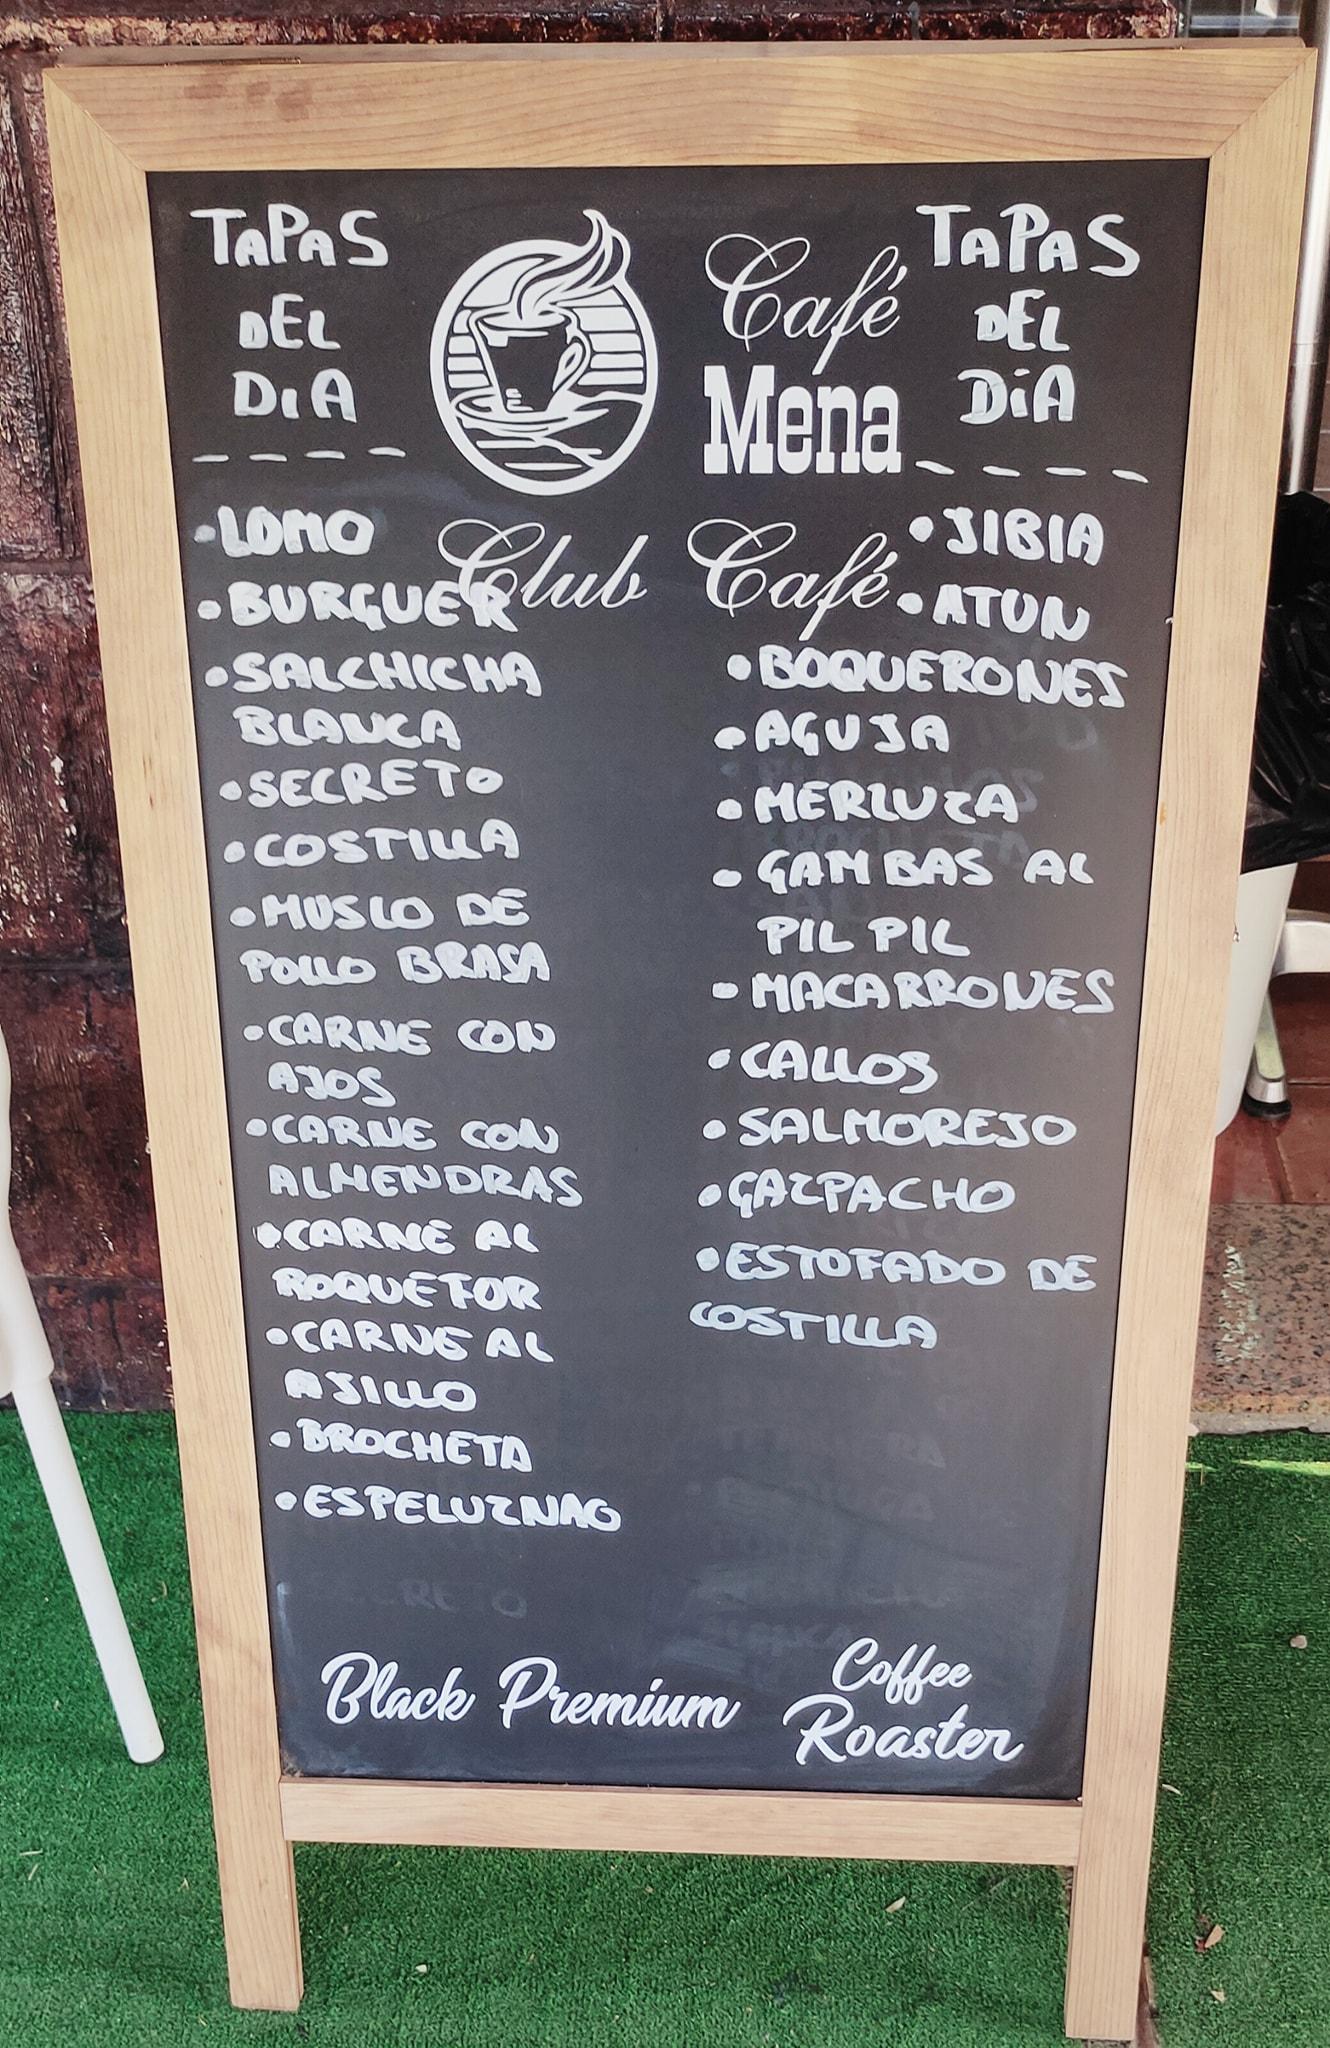 TAPAS
DEL
DIA
Café
Mena
Club Café
TAPAS
DEL
DíA
• LOMO
• BURGUER
• SALCHICHA
BLANCA
• SECRETO
• COSTILLA
• MUSLO DE
POLLO BRASA
• CARNE CON
AJOS
• CARNE CON
ALMENDRAS
• CARNE AL
ROQUEFOR
• CARNE AL
AJILLO
• BROCHETA
• ESPELUZNAO
• JIBIA
• ATUN
• BOQUERONES
• AGUJA
• MERLUZA
• GAMBAS AL
PIL PIL
• MACARRONES
• CALLOS
• SALMOREJO
• GAZPACHO
• ESTOFADO DE
COSTILLA
Black Premium
Coffee
Roaster